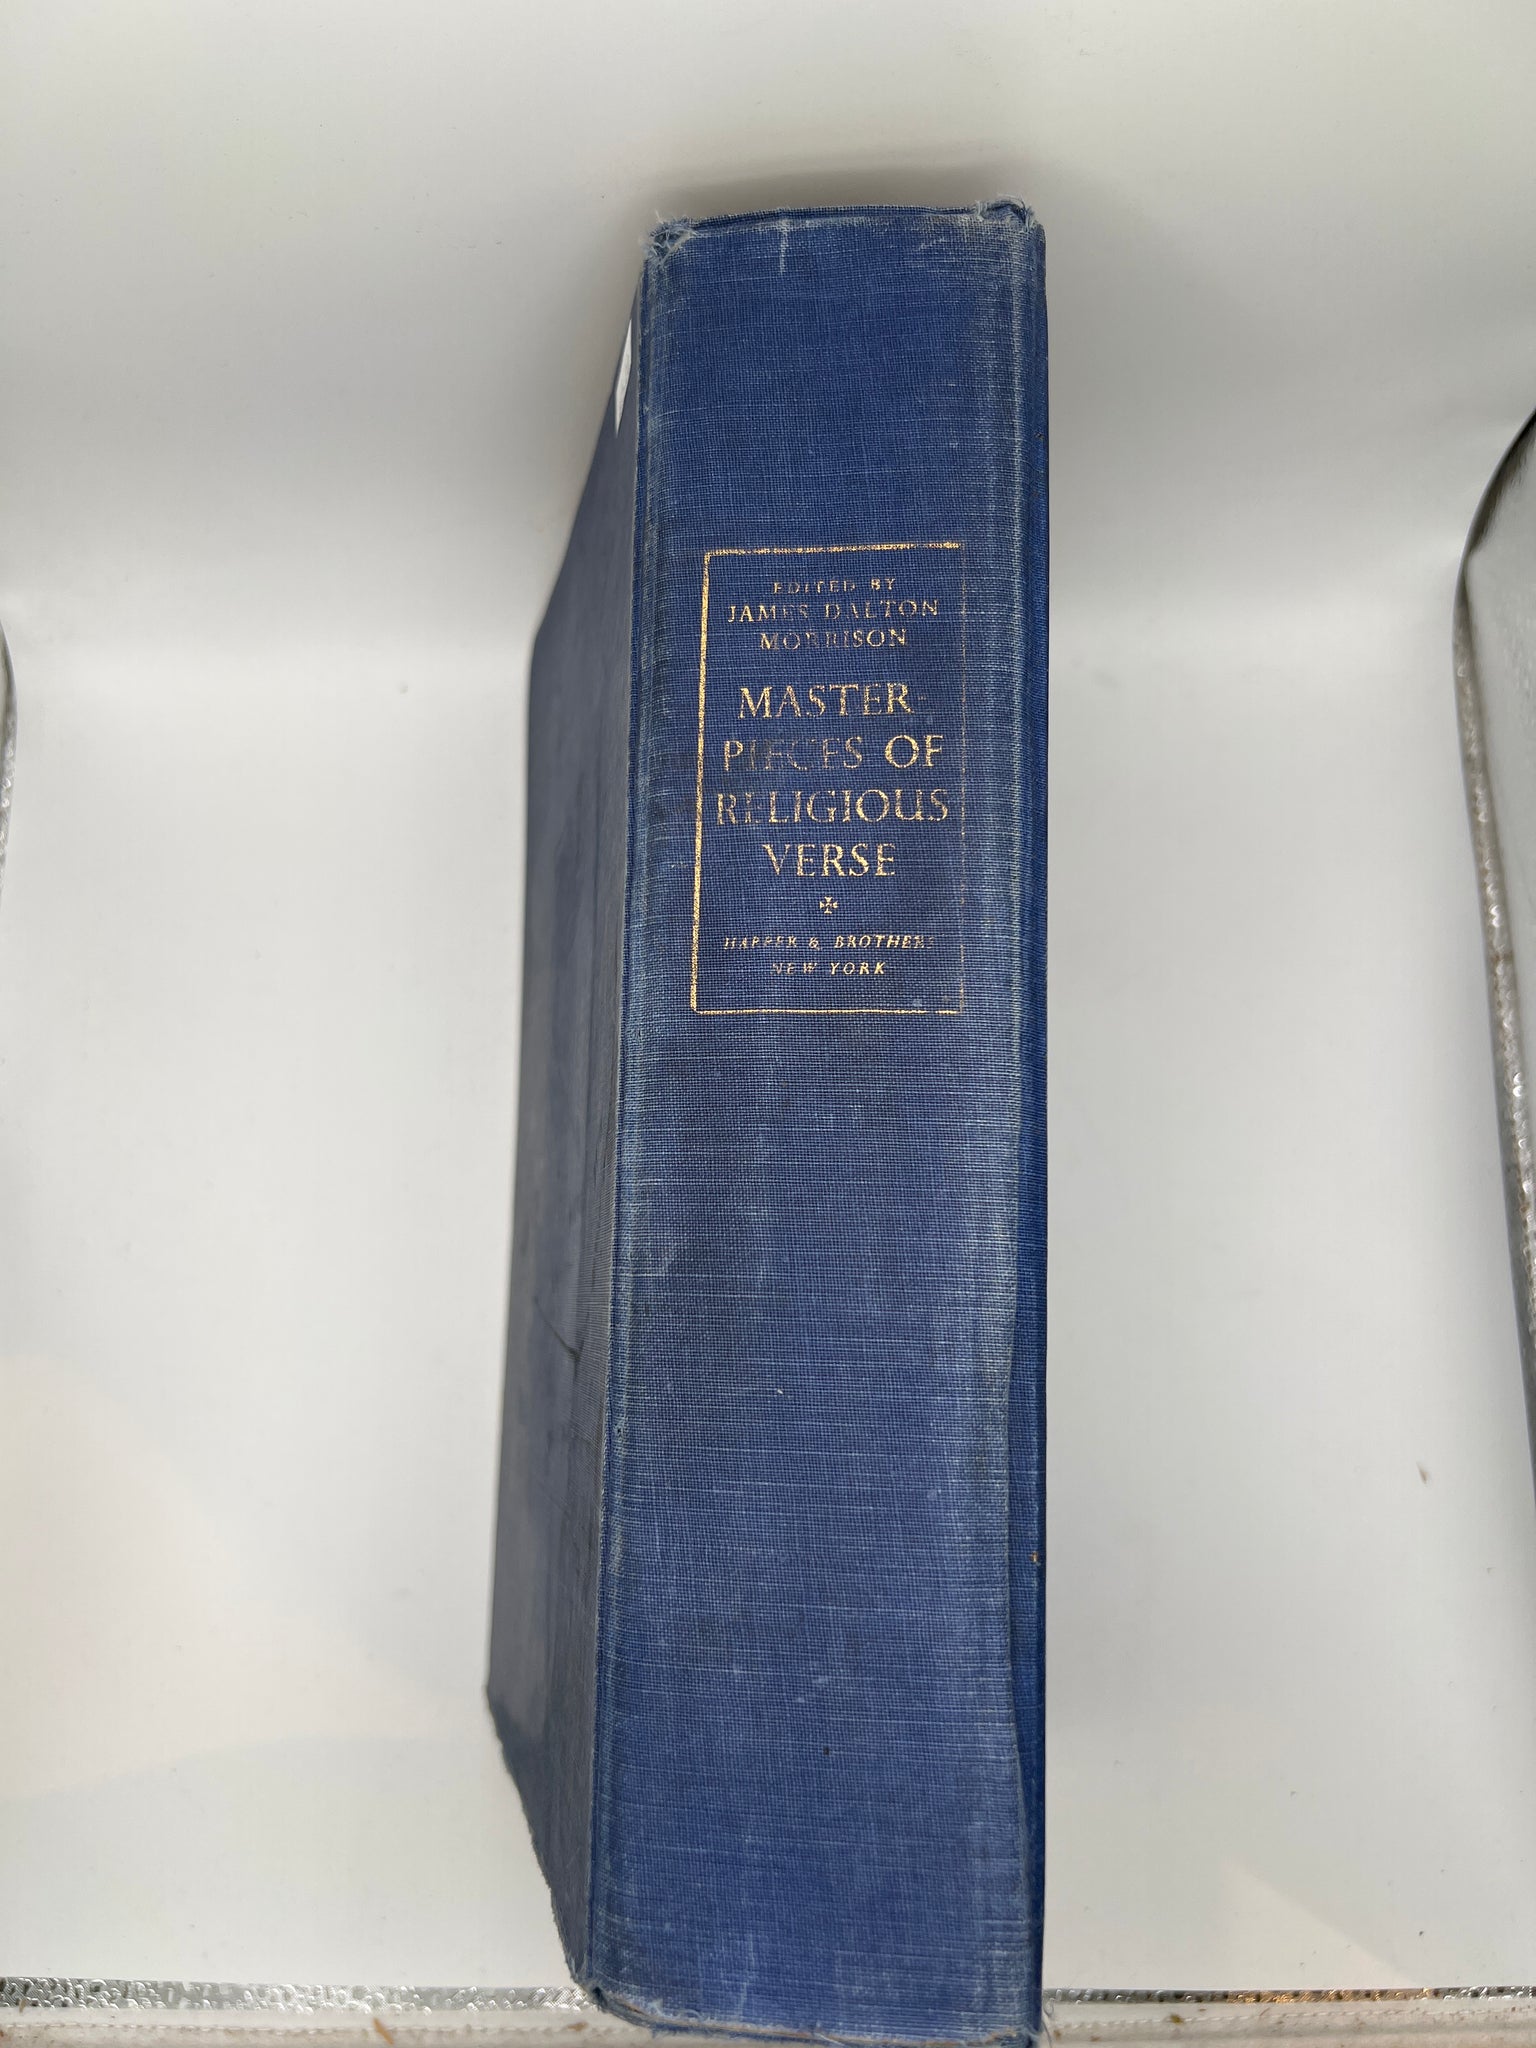 EDITED BY
JAMES DALTON
MORRISON
MASTER-
PIECES OF
RELIGIOUS
VERSE
HARPER & BROTHERS
NEW YORK